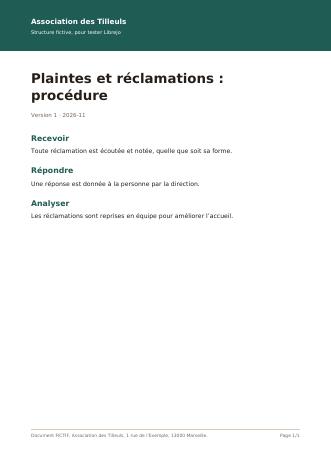 Association des Tilleuls
Structure fictive, pour tester Librejo
Plaintes et réclamations :
procédure
Version 1 - 2026-11
Recevoir
Toute réclamation est écoutée et notée, quelle que soit sa forme.
Répondre
Une réponse est donnée à la personne par la direction.
Analyser
Les réclamations sont reprises en équipe pour améliorer l'accueil.
Document FICTIF, Association des Tilleuls, 1 rue de l'Exemple, 13000 Marseille.
Page 1/1